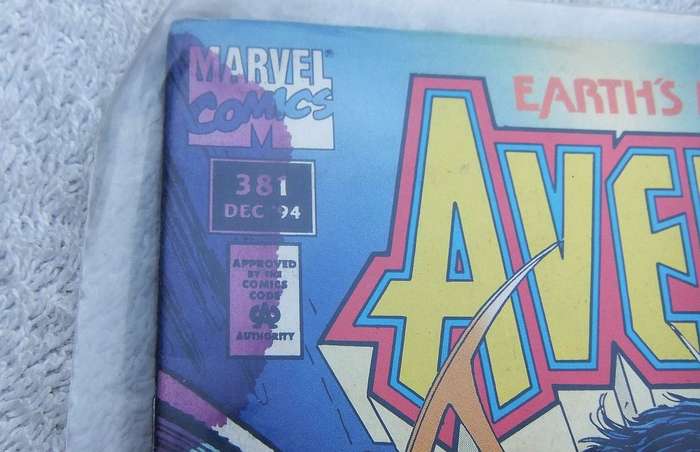 MARVEL
COMICS
M
EARTH'S
381
DEC '94
AVE
APPROVED
BY THE
COMICS
CODE
AUTHORITY